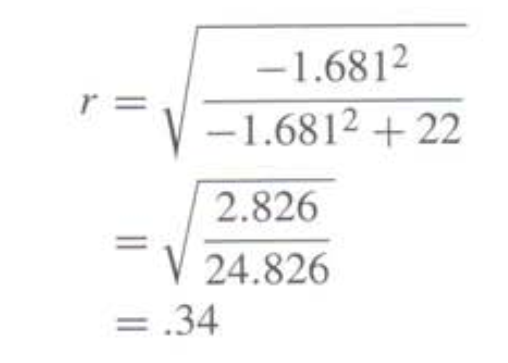 r = √(−1.681² / −1.681² + 22)
= √(2.826 / 24.826)
= .34